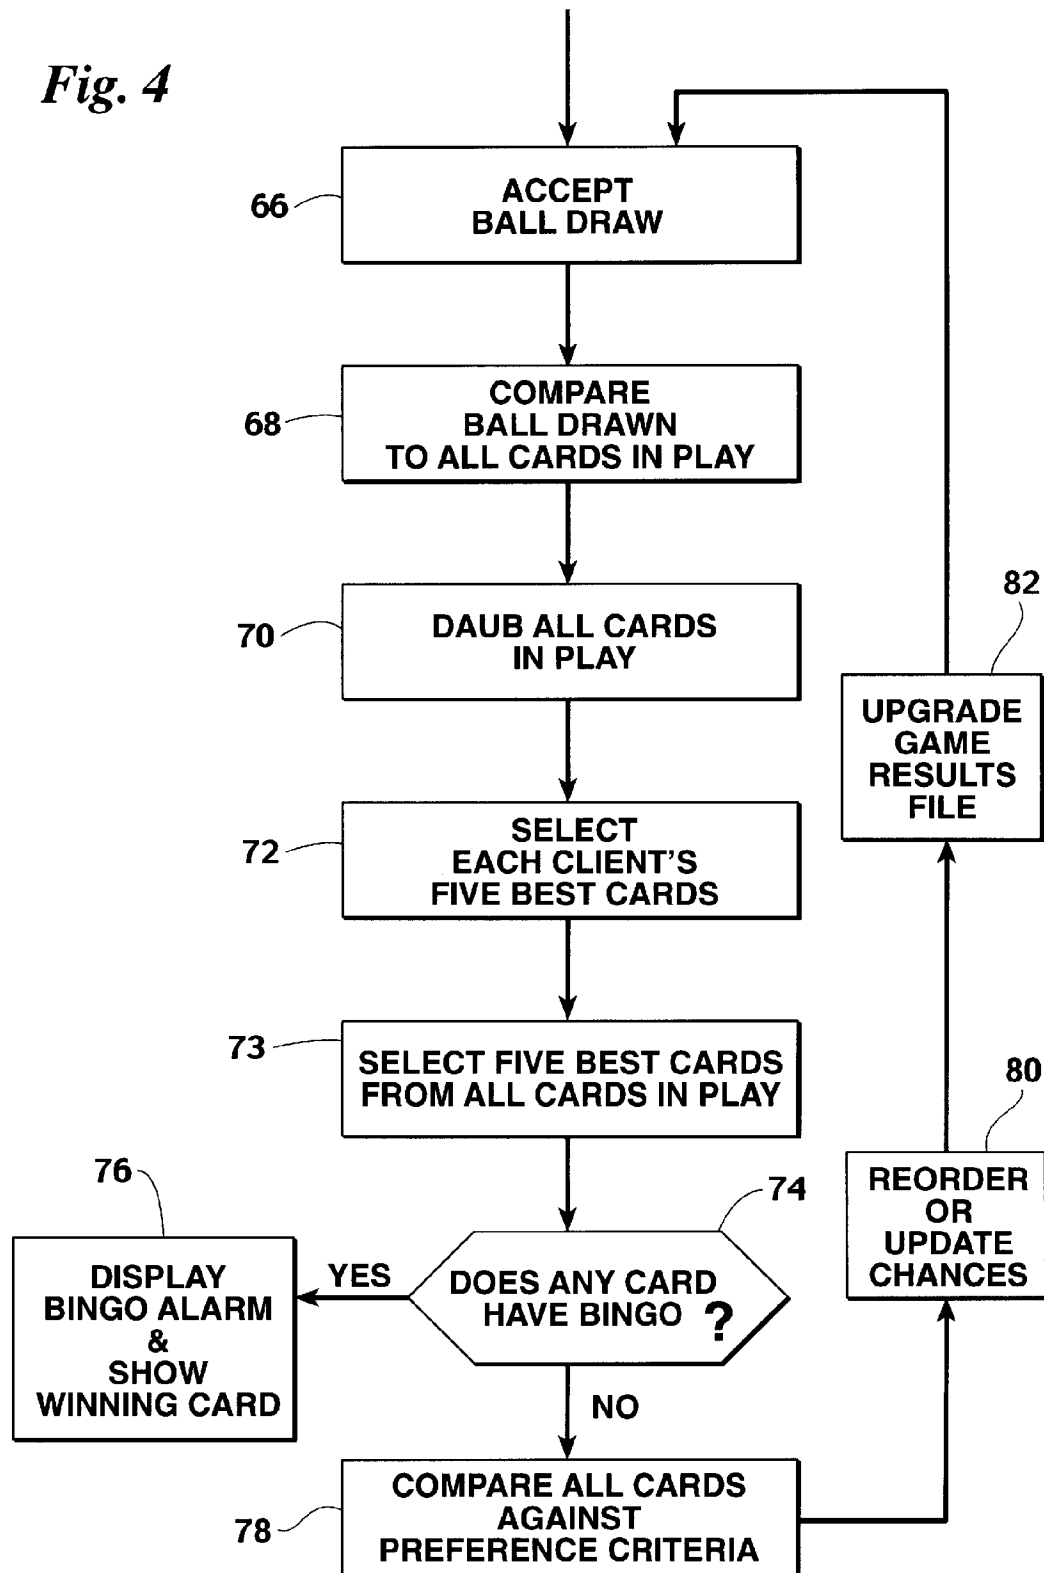 Fig. 4
66
ACCEPT
BALL DRAW
68
COMPARE
BALL DRAWN
TO ALL CARDS IN PLAY
70
DAUB ALL CARDS
IN PLAY
82
UPGRADE
GAME
RESULTS
FILE
72
SELECT
EACH CLIENT'S
FIVE BEST CARDS
73
SELECT FIVE BEST CARDS
FROM ALL CARDS IN PLAY
80
REORDER
OR
UPDATE
CHANCES
76
DISPLAY
BINGO ALARM
&
SHOW
WINNING CARD
YES
74
DOES ANY CARD
HAVE BINGO ?
NO
78
COMPARE ALL CARDS
AGAINST
PREFERENCE CRITERIA